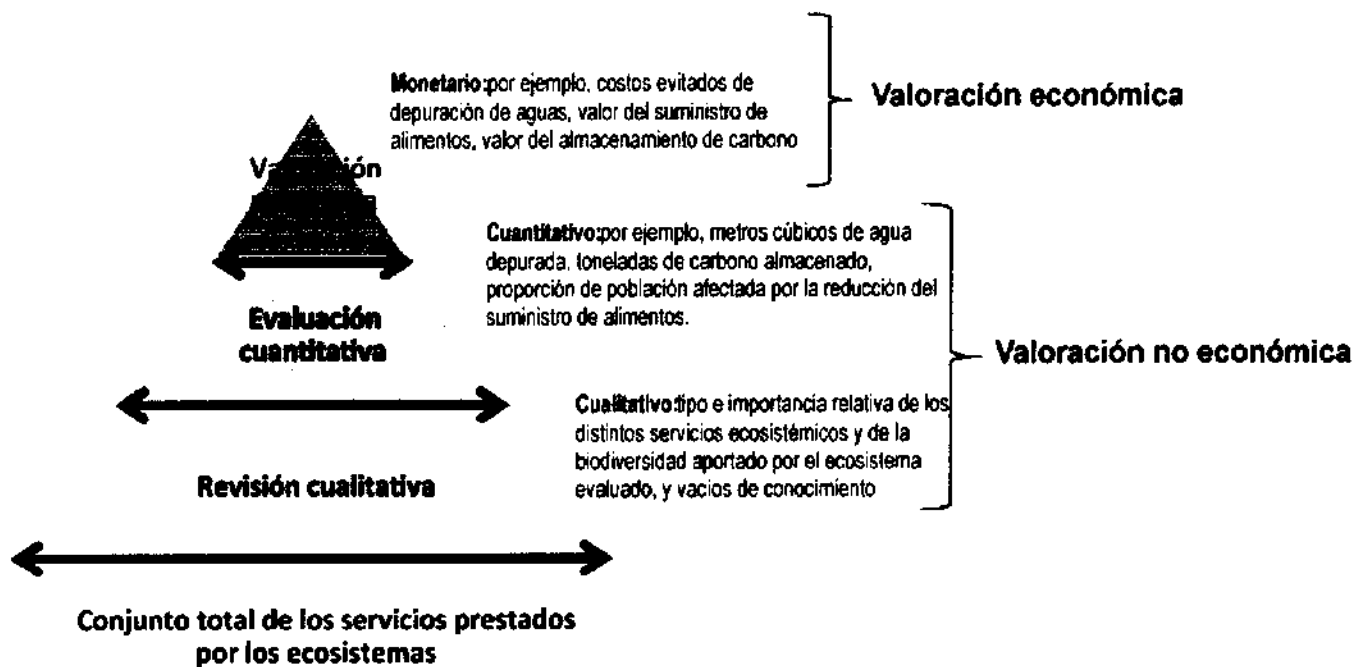 Monetario:por ejemplo, costos evitados de
depuración de aguas, valor del suministro de
alimentos, valor del almacenamiento de carbono
Valoración económica
Cuantitativo:por ejemplo, metros cúbicos de agua
depurada, toneladas de carbono almacenado,
proporción de población afectada por la reducción del
suministro de alimentos.
Evaluación
cuantitativa
Valoración no económica
Cualitativo:tipo e importancia relativa de los
distintos servicios ecosistémicos y de la
biodiversidad aportado por el ecosistema
evaluado, y vacios de conocimiento
Revisión cualitativa
Conjunto total de los servicios prestados
por los ecosistemas